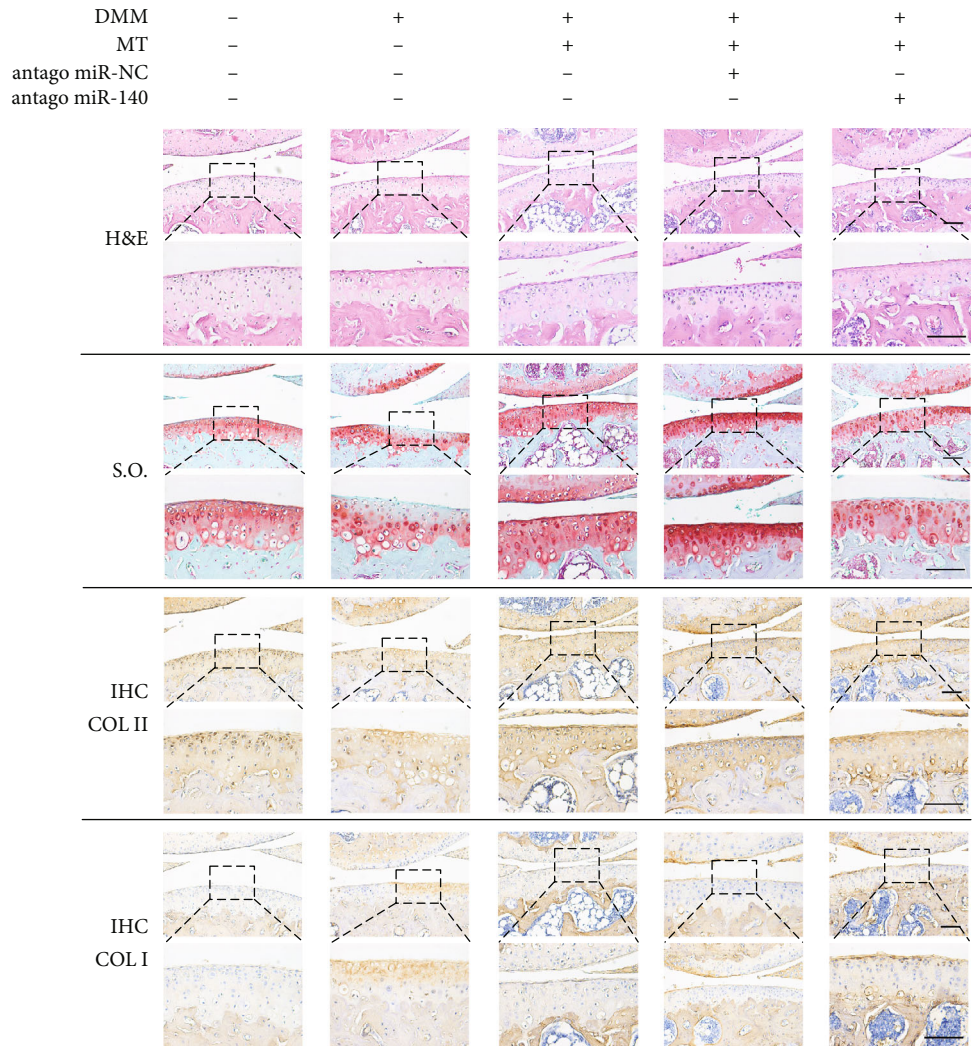 DMM – + + + +
MT – – + + +
antago miR-NC – – – + –
antago miR-140 – – – – +
H&E
S.O.
IHC
COL II
IHC
COL I